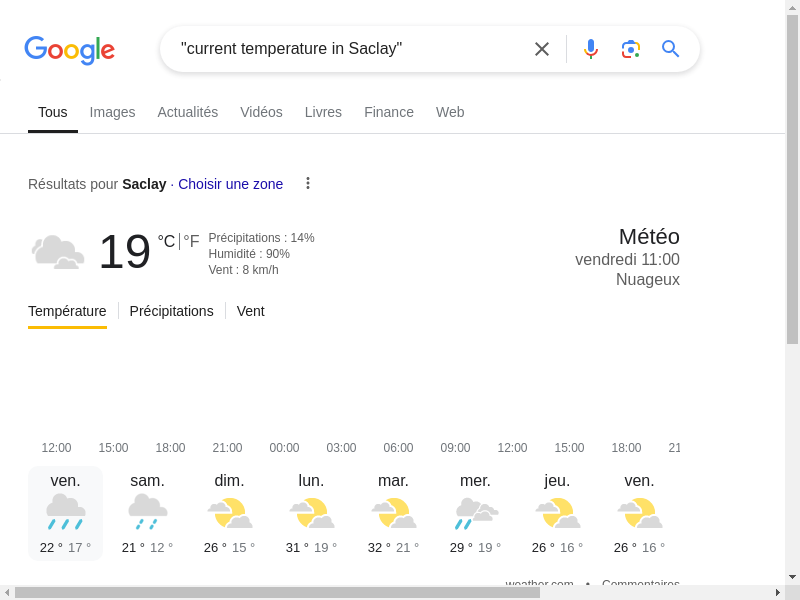 Google
"current temperature in Saclay"
Tous Images Actualités Vidéos Livres Finance Web
Résultats pour Saclay · Choisir une zone
19 °C | °F
Précipitations : 14%
Humidité : 90%
Vent : 8 km/h
Météo
vendredi 11:00
Nuageux
Température Précipitations Vent
12:00 15:00 18:00 21:00 00:00 03:00 06:00 09:00 12:00 15:00 18:00 21
ven. sam. dim. lun. mar. mer. jeu. ven.
22 ° 17 ° 21 ° 12 ° 26 ° 15 ° 31 ° 19 ° 32 ° 21 ° 29 ° 19 ° 26 ° 16 ° 26 ° 16 °
weather.com • Commentaires